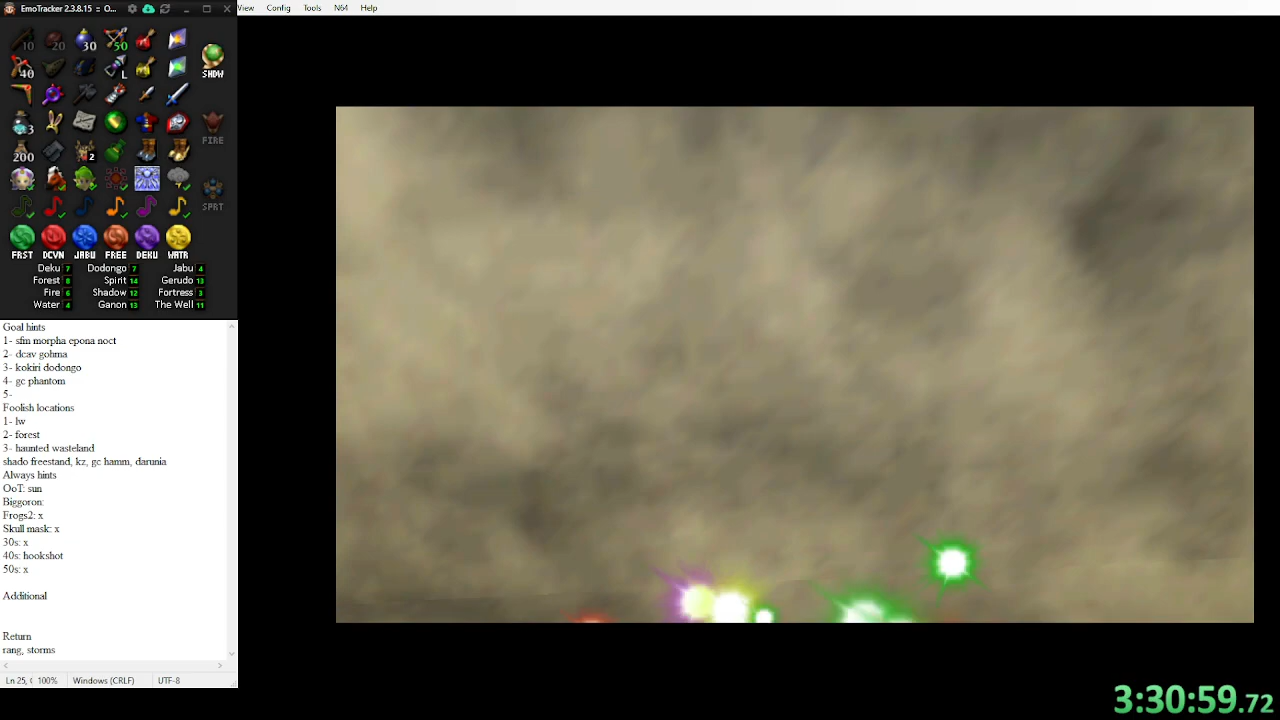 EmoTracker 2.3.8.15 :: O...
View Config Tools N64 Help
10 20 30 50
SHDW
40 L
3
FIRE
200 2
SPRT
FRST DCVN JABU FREE DEKU WATR
Deku 7 Dodongo 7 Jabu 4
Forest 8 Spirit 14 Gerudo 13
Fire 6 Shadow 12 Fortress 3
Water 4 Ganon 13 The Well 11
Goal hints
1- sfm morpha epona noct
2- dcav gohma
3- kokiri dodongo
4- gc phantom
5-
Foolish locations
1- lw
2- forest
3- haunted wasteland
shado freestand, kz, gc hamm, darunia
Always hints
OoT: sun
Biggoron:
Frogs2: x
Skull mask: x
30s: x
40s: hookshot
50s: x
Additional
Return
rang, storms
Ln 25, 100% Windows (CRLF) UTF-8
3:30:59.72